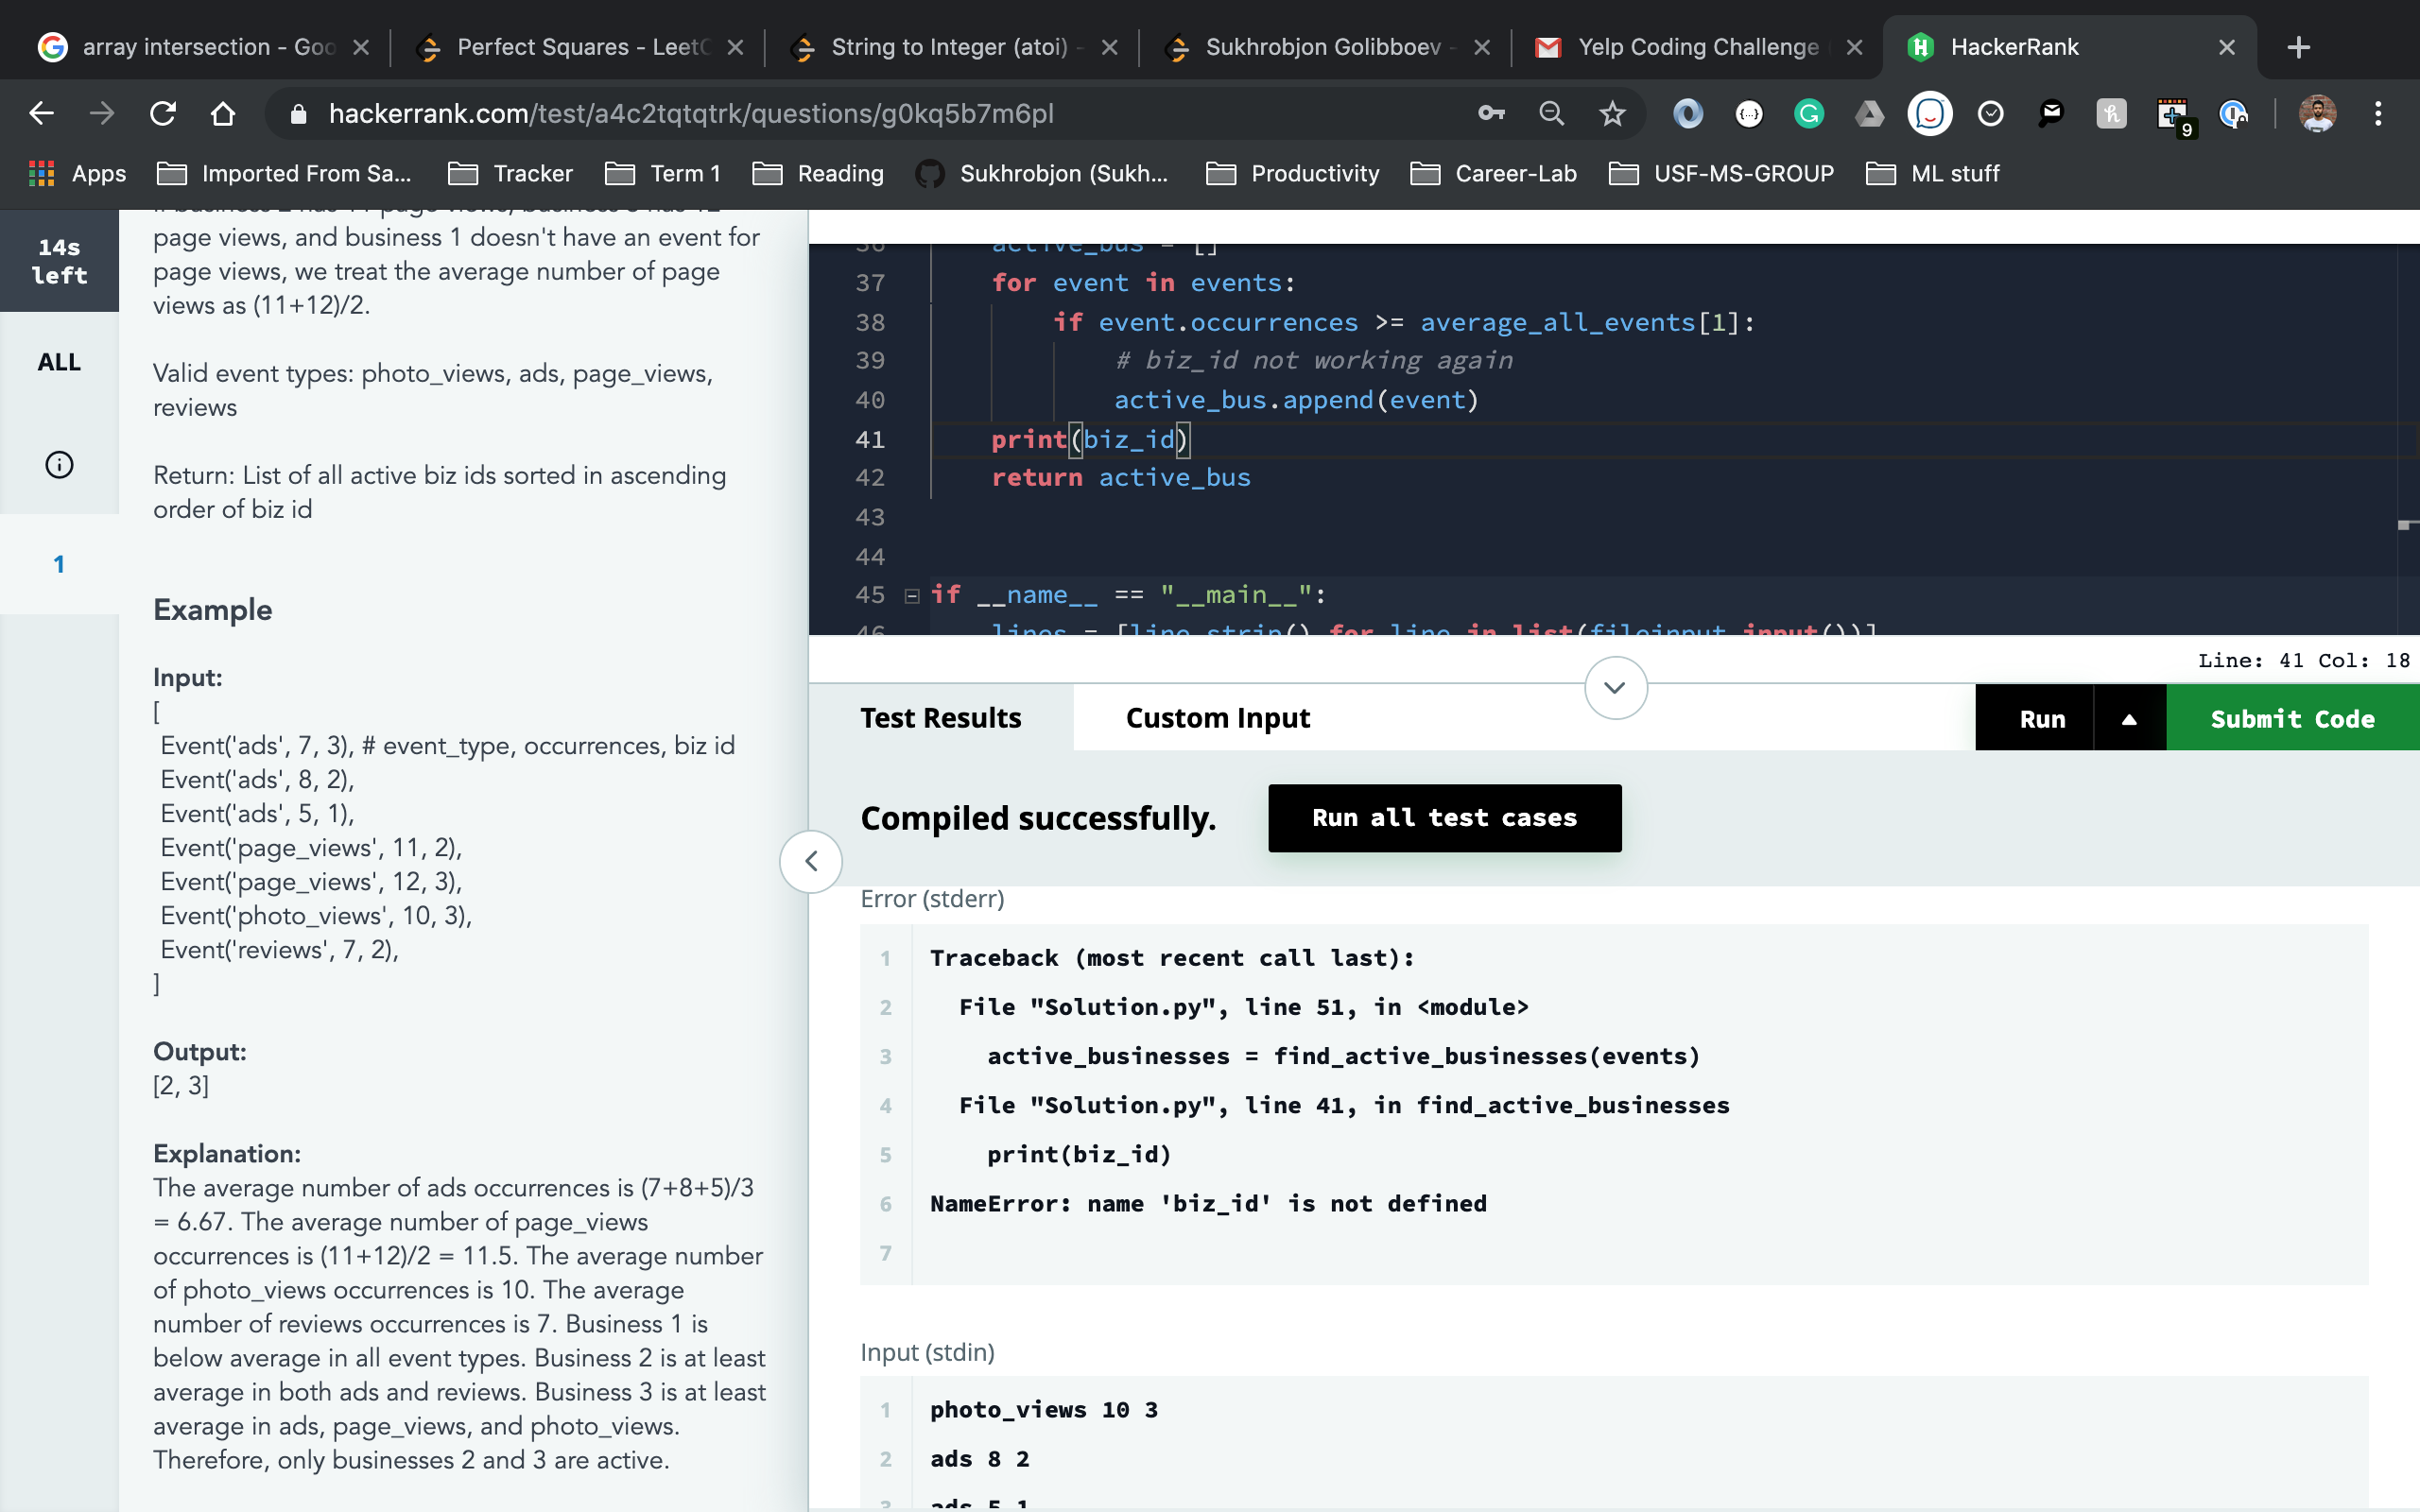 array intersection - Goo
Perfect Squares - LeetC
String to Integer (atoi) -
Sukhrobjon Golibboev -
Yelp Coding Challenge
HackerRank
hackerrank.com/test/a4c2tqtqtrk/questions/g0kq5b7m6pl
9
Apps
Imported From Sa...
Tracker
Term 1
Reading
Sukhrobjon (Sukh...
Productivity
Career-Lab
USF-MS-GROUP
ML stuff
14s
left
ALL
1
page views, and business 1 doesn't have an event for
page views, we treat the average number of page
views as (11+12)/2.
Valid event types: photo_views, ads, page_views,
reviews
Return: List of all active biz ids sorted in ascending
order of biz id
Example
Input:
[
Event('ads', 7, 3), # event_type, occurrences, biz id
Event('ads', 8, 2),
Event('ads', 5, 1),
Event('page_views', 11, 2),
Event('page_views', 12, 3),
Event('photo_views', 10, 3),
Event('reviews', 7, 2),
]
Output:
[2, 3]
Explanation:
The average number of ads occurrences is (7+8+5)/3
= 6.67. The average number of page_views
occurrences is (11+12)/2 = 11.5. The average number
of photo_views occurrences is 10. The average
number of reviews occurrences is 7. Business 1 is
below average in all event types. Business 2 is at least
average in both ads and reviews. Business 3 is at least
average in ads, page_views, and photo_views.
Therefore, only businesses 2 and 3 are active.
36 active_bus = []
37 for event in events:
38 if event.occurrences >= average_all_events[1]:
39 # biz_id not working again
40 active_bus.append(event)
41 print(biz_id)
42 return active_bus
43
44
45 if __name__ == "__main__":
46 lines = [line.strip() for line in list(fileinput.input())]
Line: 41 Col: 18
Test Results
Custom Input
Run
Submit Code
Compiled successfully.
Run all test cases
Error (stderr)
1 Traceback (most recent call last):
2 File "Solution.py", line 51, in <module>
3 active_businesses = find_active_businesses(events)
4 File "Solution.py", line 41, in find_active_businesses
5 print(biz_id)
6 NameError: name 'biz_id' is not defined
7
Input (stdin)
1 photo_views 10 3
2 ads 8 2
3 ads 5 1